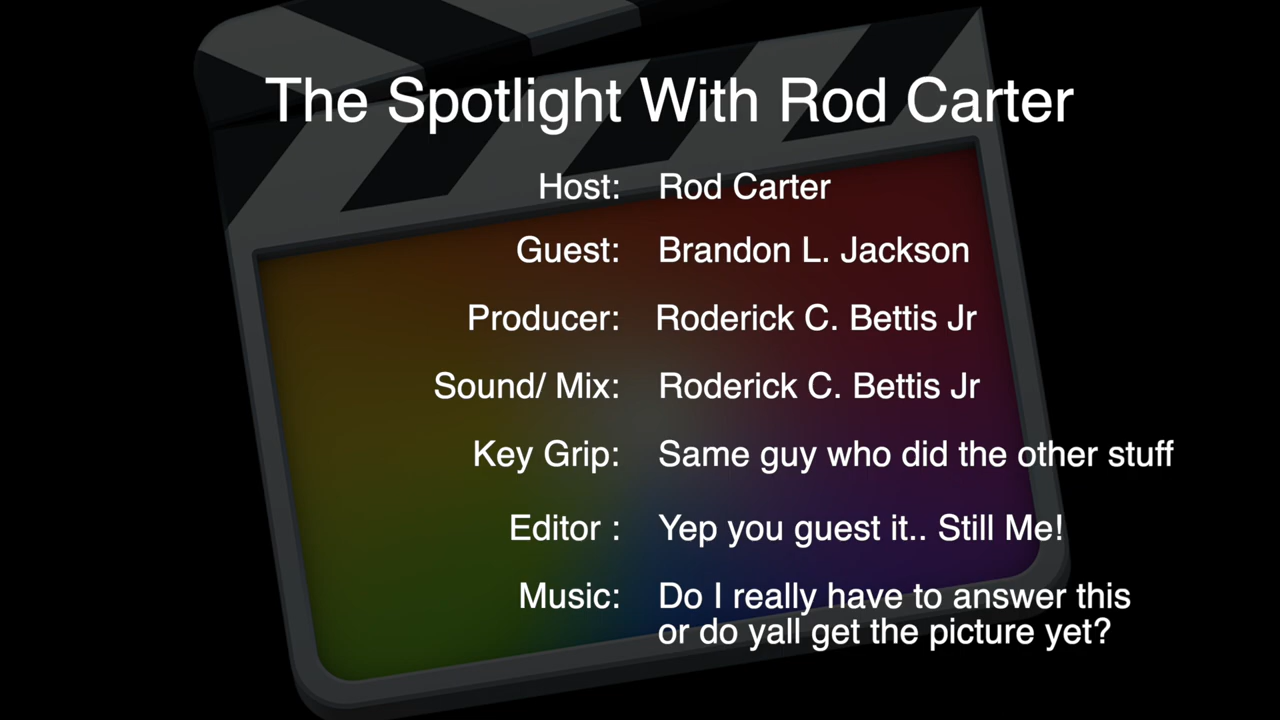 The Spotlight With Rod Carter
Host: Rod Carter
Guest: Brandon L. Jackson
Producer: Roderick C. Bettis Jr
Sound/ Mix: Roderick C. Bettis Jr
Key Grip: Same guy who did the other stuff
Editor : Yep you guest it.. Still Me!
Music: Do I really have to answer this
or do yall get the picture yet?